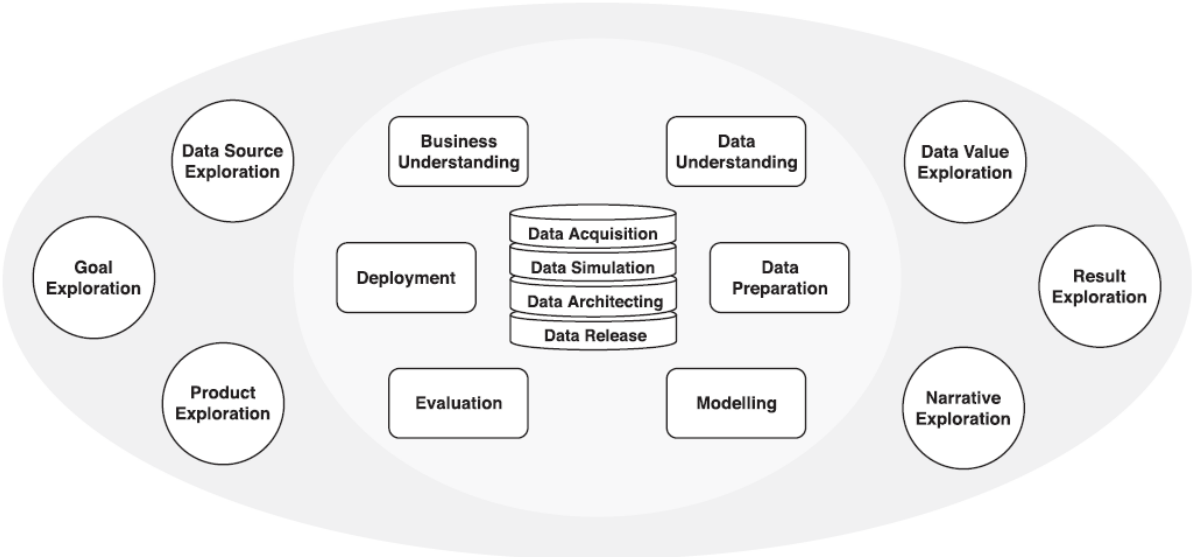 Data Source
Exploration
Goal
Exploration
Product
Exploration
Business
Understanding
Data
Understanding
Deployment
Data Acquisition
Data Simulation
Data Architecting
Data Release
Data
Preparation
Evaluation
Modelling
Data Value
Exploration
Result
Exploration
Narrative
Exploration